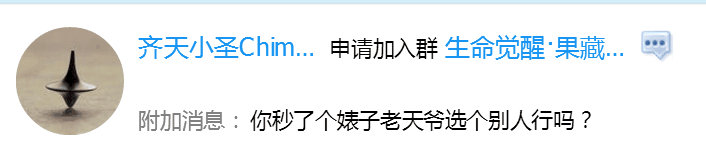 齐天小圣Chim... 申请加入群 生命觉醒·果藏...
附加消息：你秒了个婊子老天爷选个别人行吗？